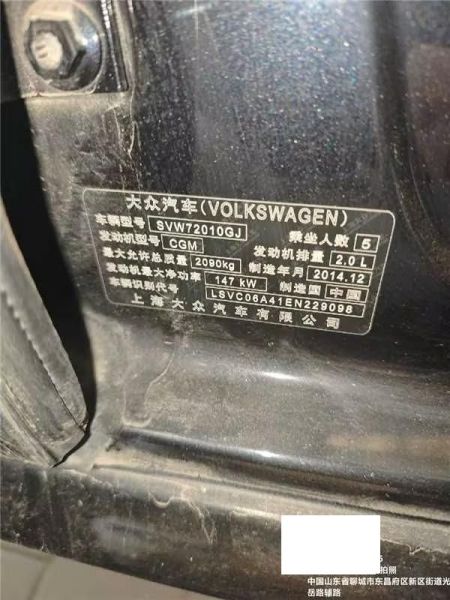 大众汽车(VOLKSWAGEN)
车辆型号 SVW72010GJ 乘坐人数 5
发动机型号 CGM 发动机排量 2.0 L
最大允许总质量 2090kg 制造年月 2014.12
发动机最大净功率 147 kW 制造国 中国
车辆识别代号 LSVC06A41EN229098
上海大众汽车有限公司
拍照
中国山东省聊城市东昌府区新区街道光
岳路辅路